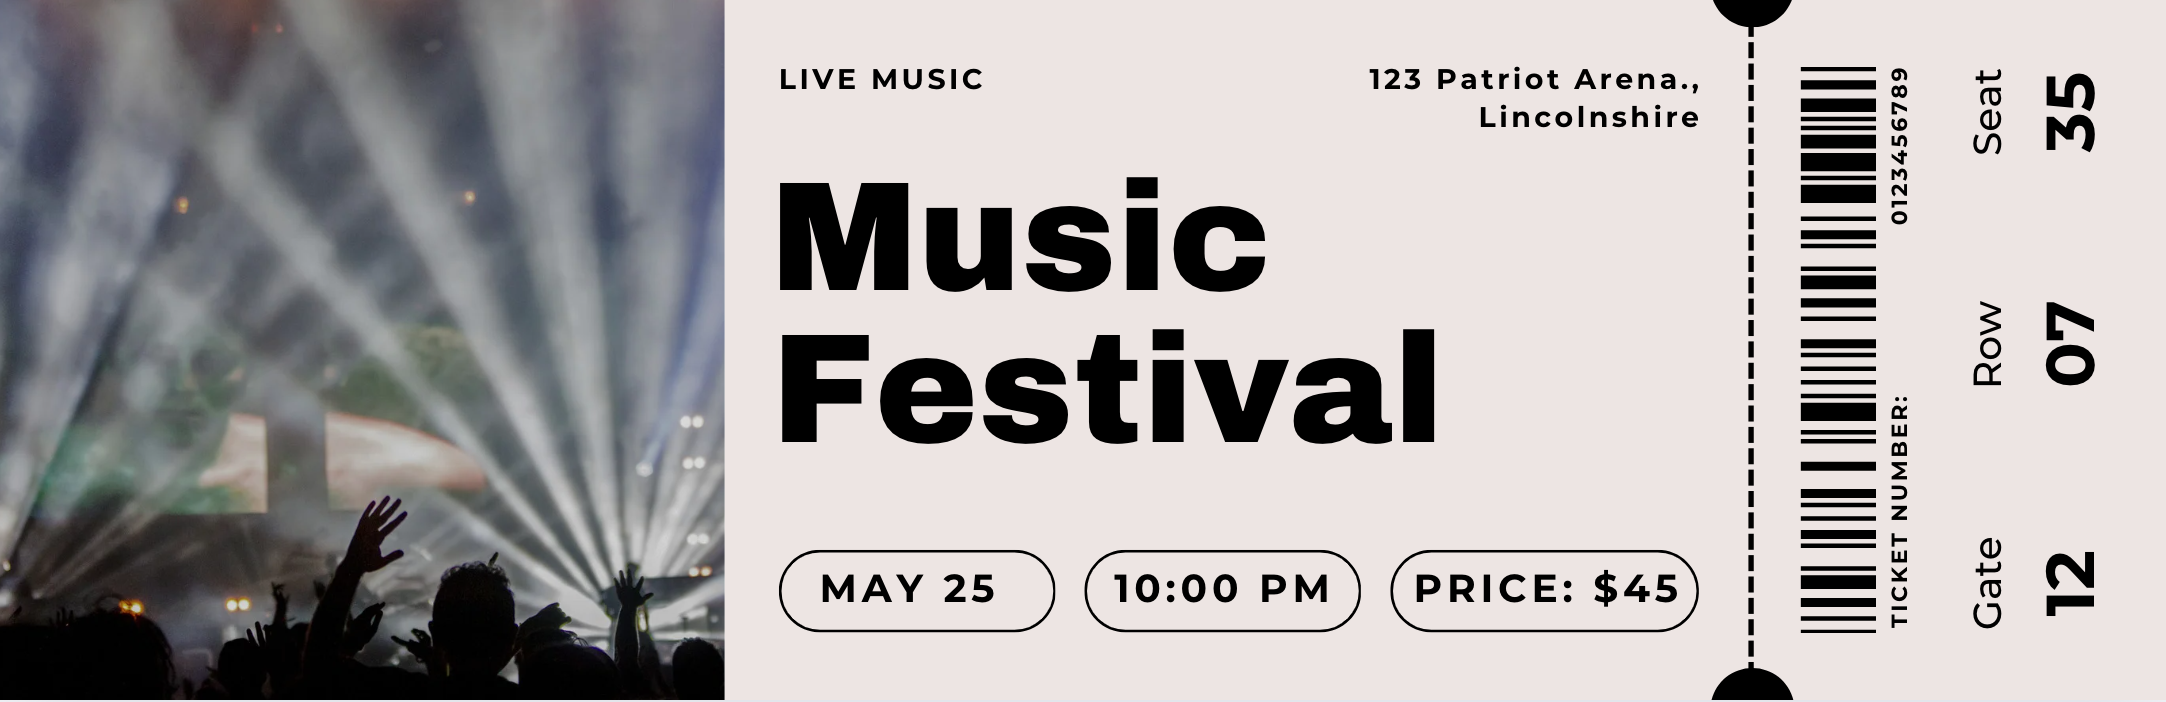 LIVE MUSIC
123 Patriot Arena.,
Lincolnshire
Music
Festival
MAY 25
10:00 PM
PRICE: $45
TICKET NUMBER: 0123456789
Gate Row Seat
12 07 35